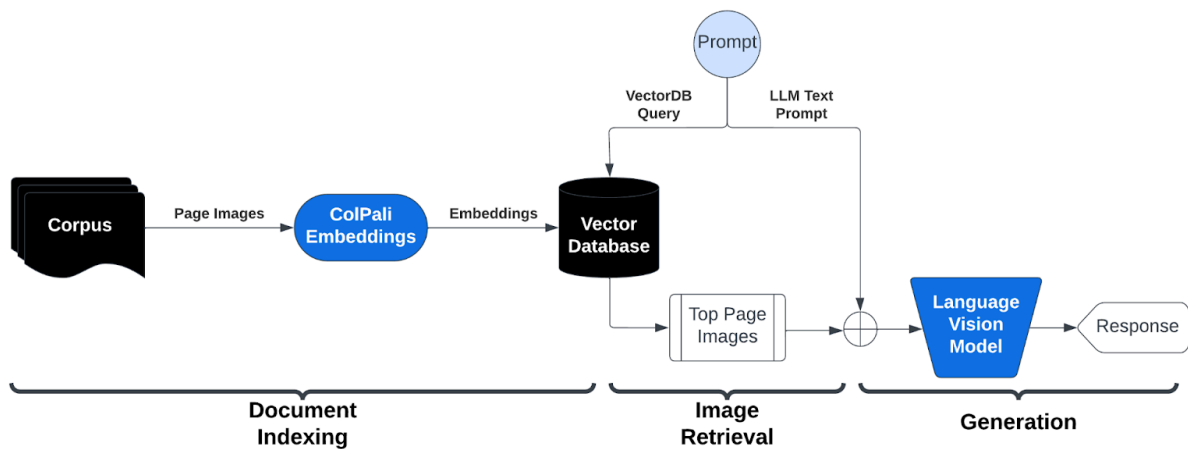 Prompt
VectorDB
Query
LLM Text
Prompt
Corpus
Page Images
ColPali
Embeddings
Embeddings
Vector
Database
Top Page
Images
Language
Vision
Model
Response
Document
Indexing
Image
Retrieval
Generation